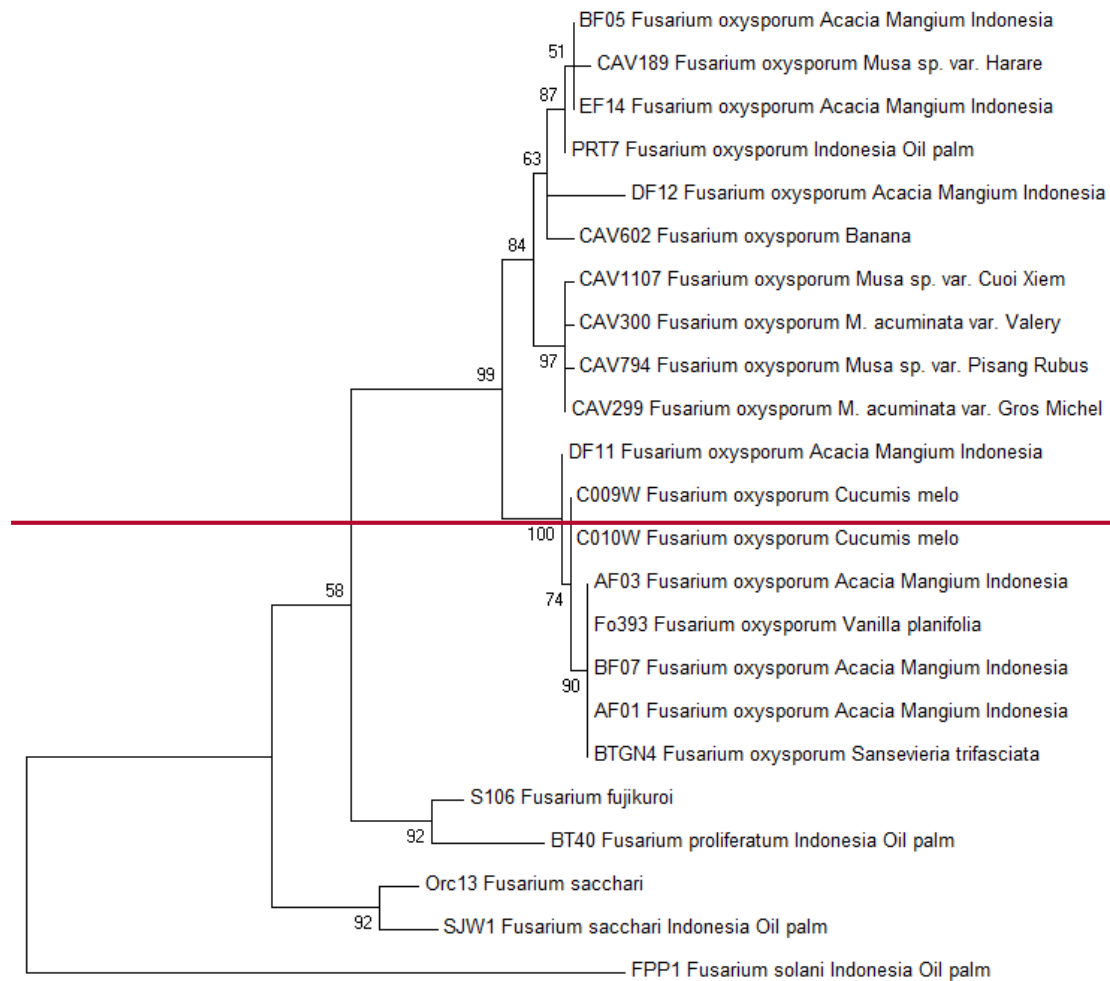 BF05 Fusarium oxysporum Acacia Mangium Indonesia
51
CAV189 Fusarium oxysporum Musa sp. var. Harare
87
EF14 Fusarium oxysporum Acacia Mangium Indonesia
PRT7 Fusarium oxysporum Indonesia Oil palm
63
DF12 Fusarium oxysporum Acacia Mangium Indonesia
84
CAV602 Fusarium oxysporum Banana
CAV1107 Fusarium oxysporum Musa sp. var. Cuoi Xiem
CAV300 Fusarium oxysporum M. acuminata var. Valery
97
CAV794 Fusarium oxysporum Musa sp. var. Pisang Rubus
99
CAV299 Fusarium oxysporum M. acuminata var. Gros Michel
DF11 Fusarium oxysporum Acacia Mangium Indonesia
C009W Fusarium oxysporum Cucumis melo
100
C010W Fusarium oxysporum Cucumis melo
AF03 Fusarium oxysporum Acacia Mangium Indonesia
58
74
Fo393 Fusarium oxysporum Vanilla planifolia
BF07 Fusarium oxysporum Acacia Mangium Indonesia
90
AF01 Fusarium oxysporum Acacia Mangium Indonesia
BTGN4 Fusarium oxysporum Sansevieria trifasciata
S106 Fusarium fujikuroi
92
BT40 Fusarium proliferatum Indonesia Oil palm
Orc13 Fusarium sacchari
92
SJW1 Fusarium sacchari Indonesia Oil palm
FPP1 Fusarium solani Indonesia Oil palm